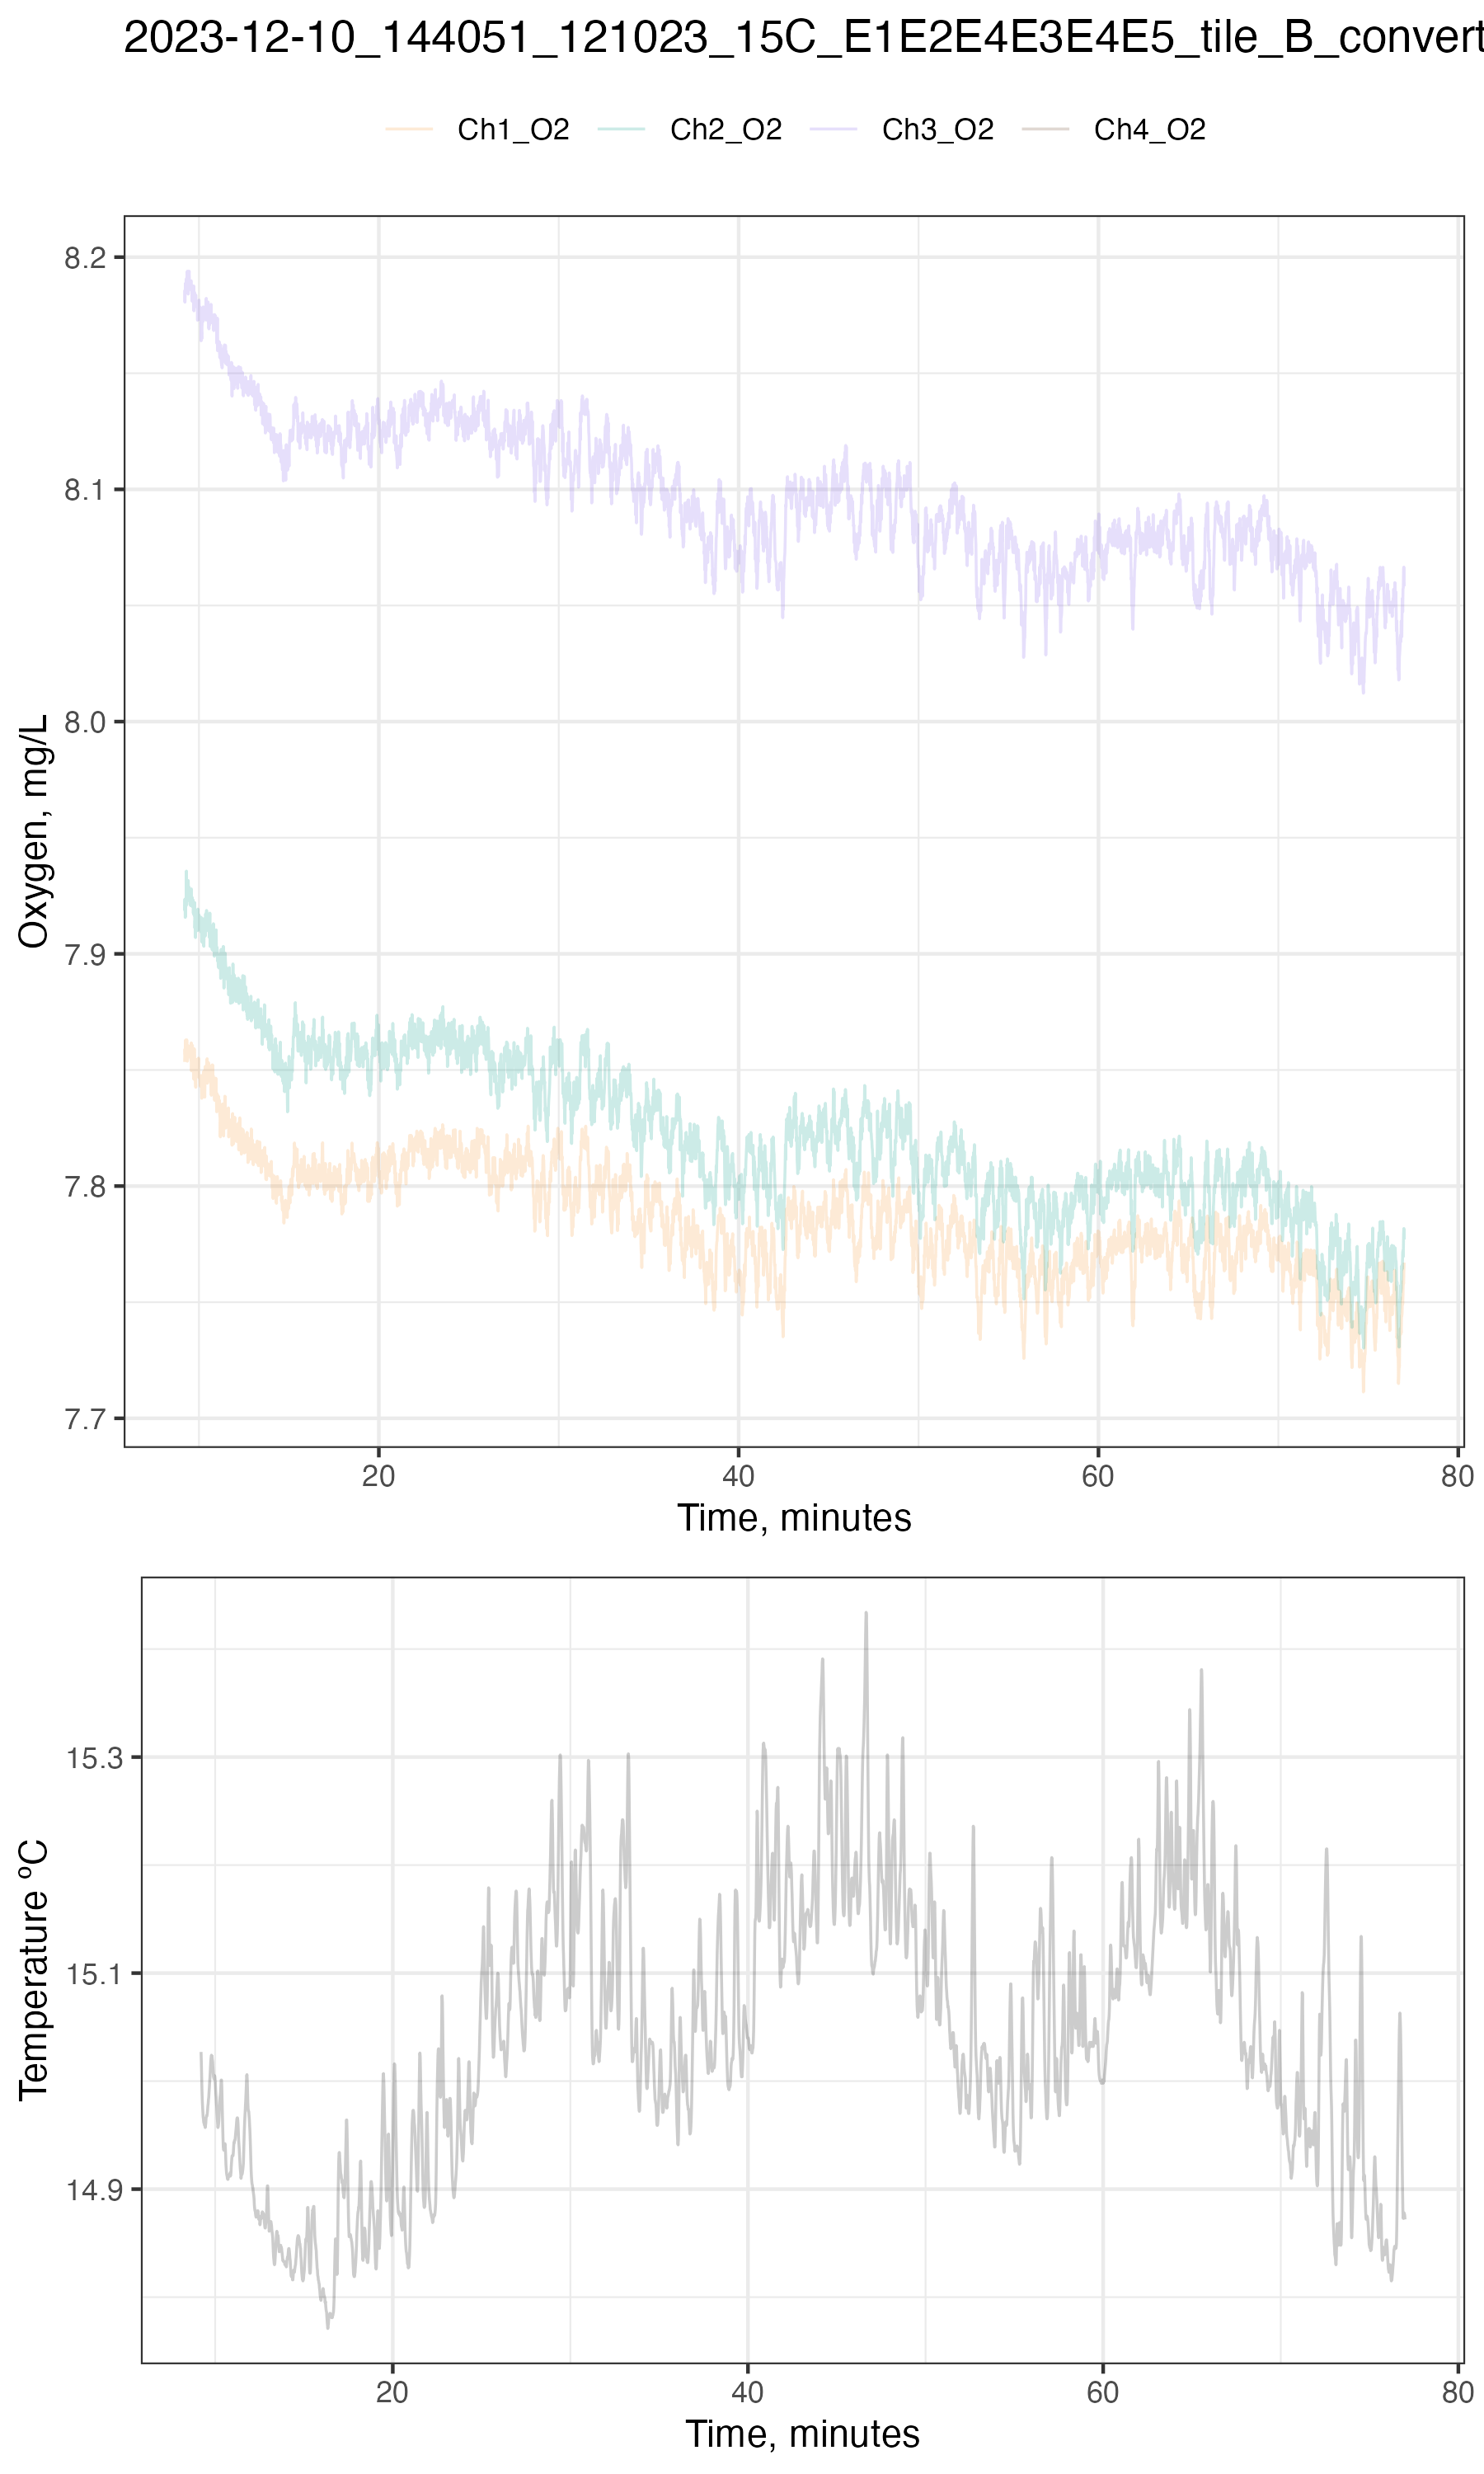 2023-12-10_144051_121023_15C_E1E2E4E3E4E5_tile_B_convert
Ch1_O2 Ch2_O2 Ch3_O2 Ch4_O2
8.2
8.1
8.0
7.9
7.8
7.7
Oxygen, mg/L
20 40 60 80
Time, minutes
15.3
15.1
14.9
Temperature ºC
20 40 60 80
Time, minutes